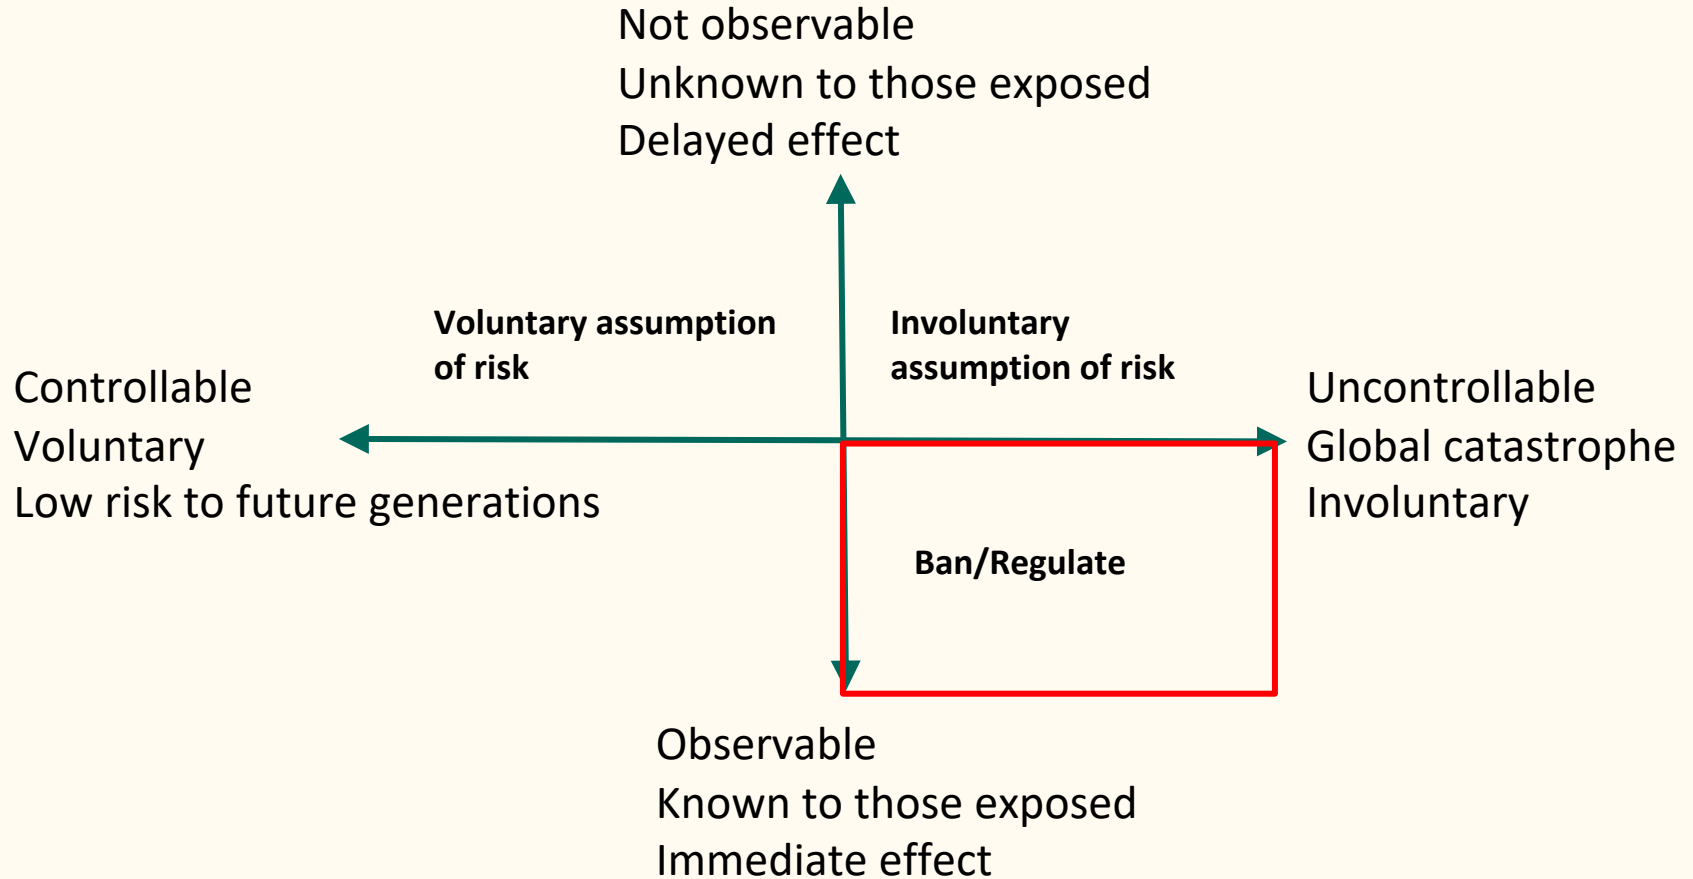 Not observable
Unknown to those exposed
Delayed effect
Voluntary assumption
of risk
Involuntary
assumption of risk
Controllable
Voluntary
Low risk to future generations
Uncontrollable
Global catastrophe
Involuntary
Ban/Regulate
Observable
Known to those exposed
Immediate effect